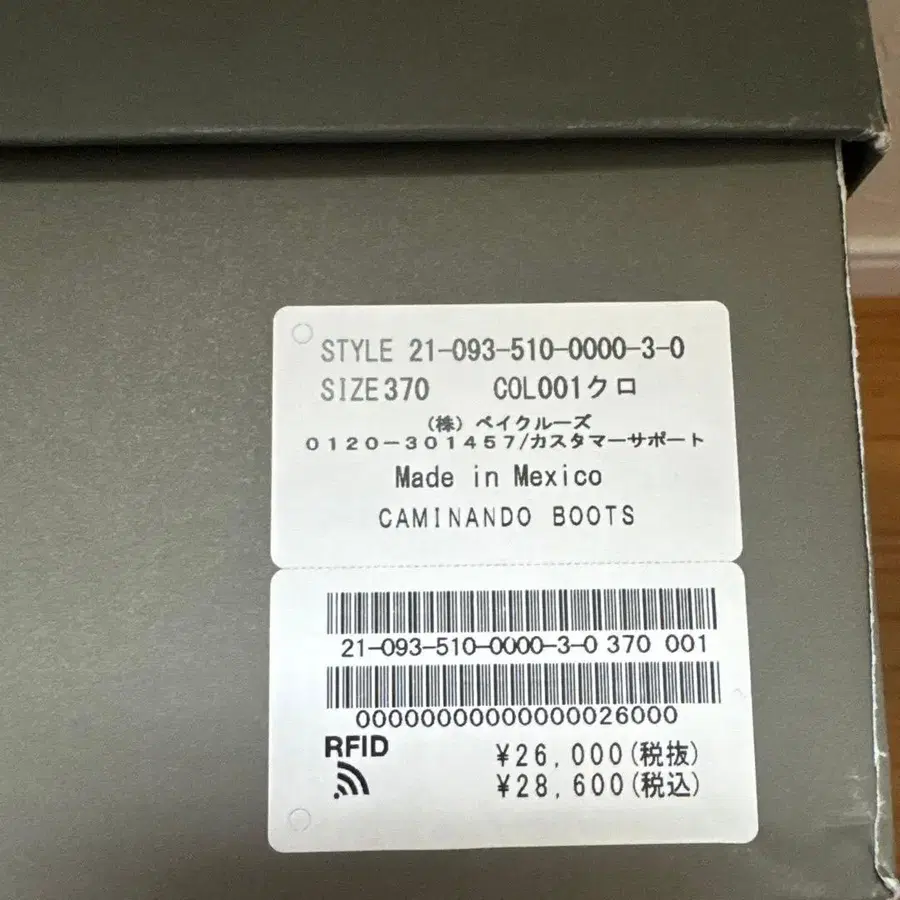 STYLE 21-093-510-0000-3-0
SIZE370 COL001クロ
(株) ベイクルーズ
0120-301457/カスタマーサポート
Made in Mexico
CAMINANDO BOOTS
21-093-510-0000-3-0 370 001
00000000000000026000
RFID
¥26,000(税抜)
¥28,600(税込)